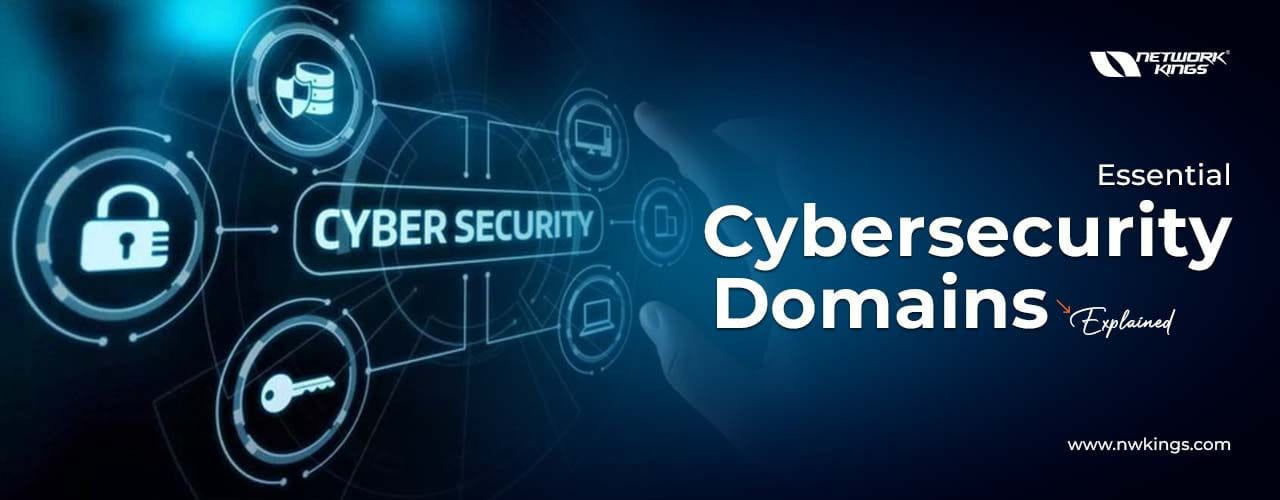 CYBER SECURITY
NETWORK
KINGS
Essential
Cybersecurity
Domains
Explained
www.nwkings.com